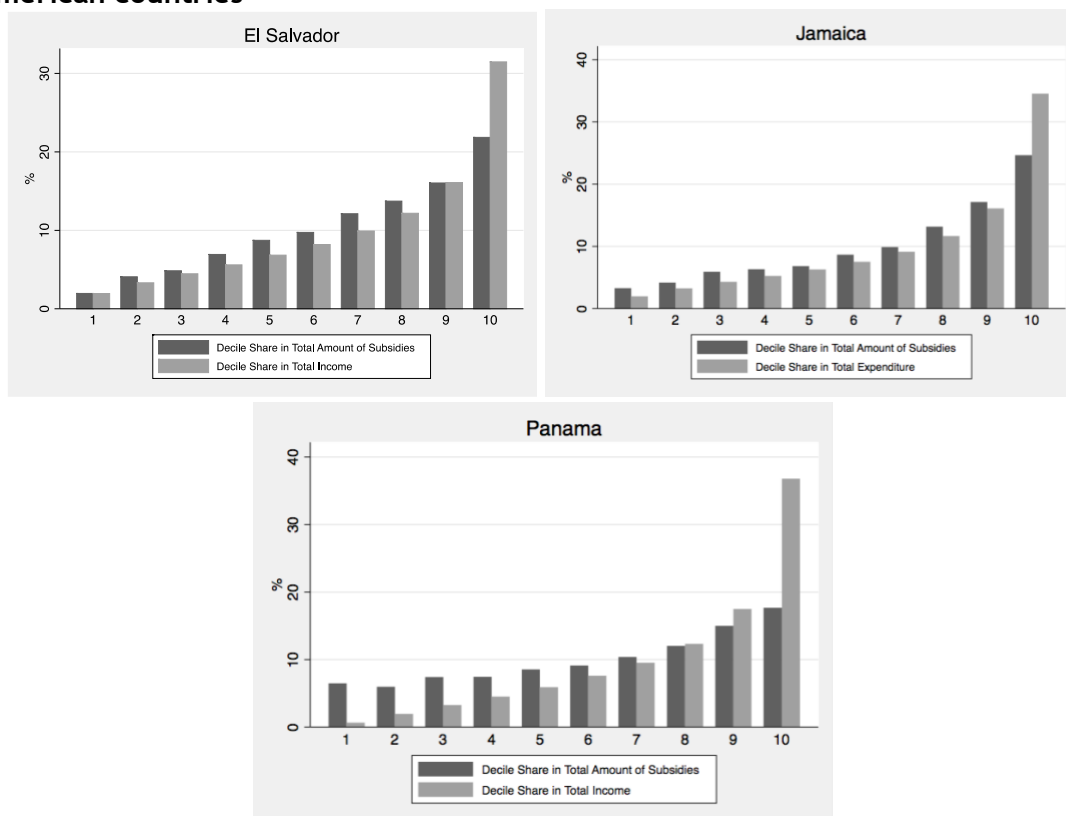 American Countries
El Salvador
30
20
10
0
%
1 2 3 4 5 6 7 8 9 10
Decile Share in Total Amount of Subsidies
Decile Share in Total Income
Jamaica
40
30
20
10
0
%
1 2 3 4 5 6 7 8 9 10
Decile Share in Total Amount of Subsidies
Decile Share in Total Expenditure
Panama
40
30
20
10
0
%
1 2 3 4 5 6 7 8 9 10
Decile Share in Total Amount of Subsidies
Decile Share in Total Income